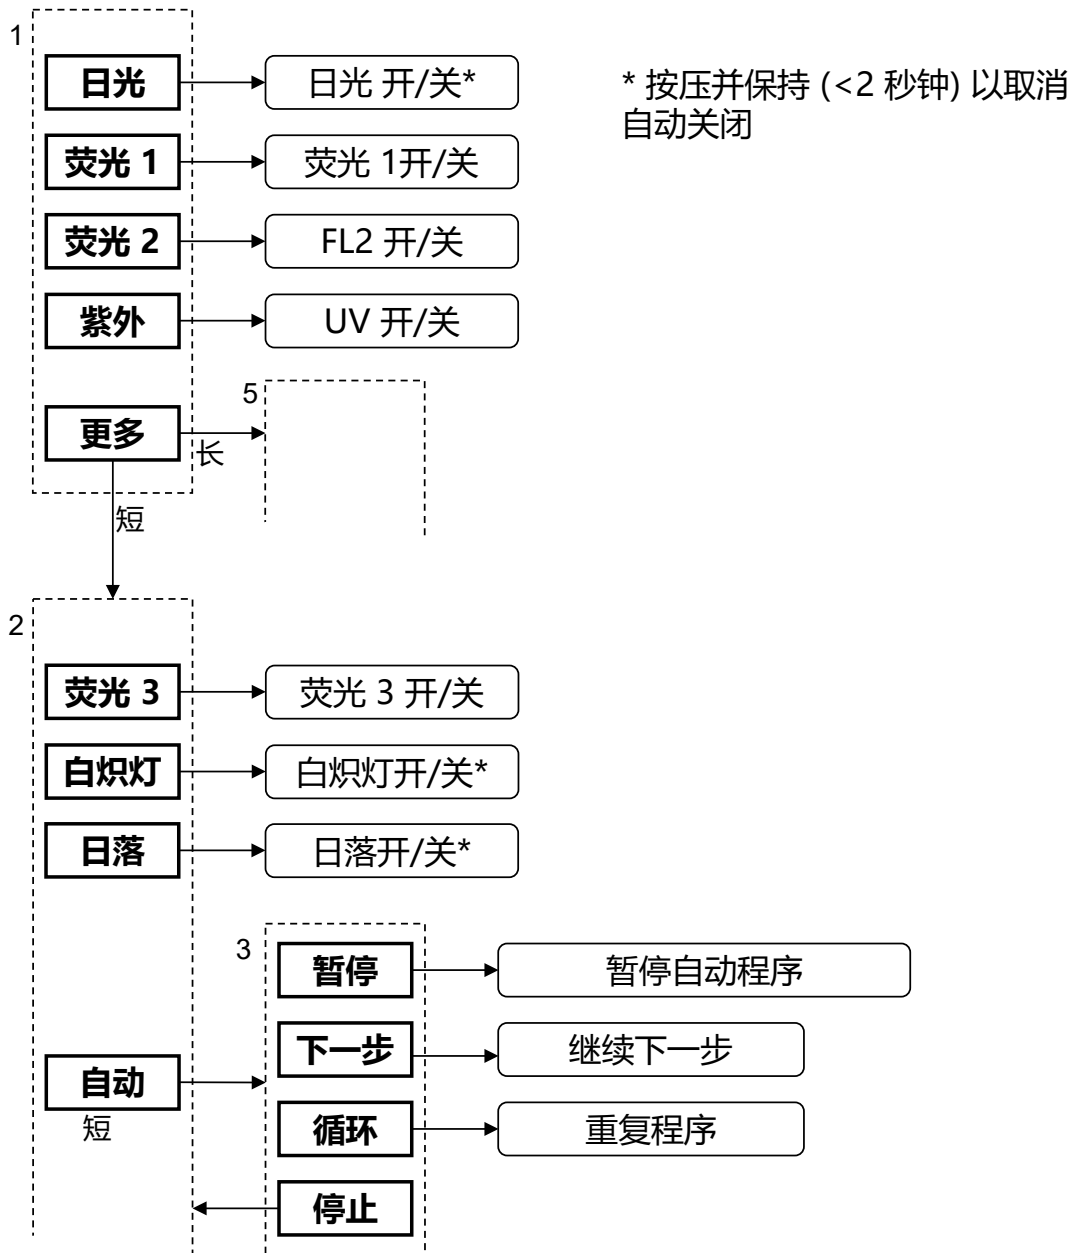 1
日光
日光 开/关*
* 按压并保持 (<2 秒钟) 以取消
自动关闭
荧光 1
荧光 1开/关
荧光 2
FL2 开/关
紫外
UV 开/关
5
更多
长
短
2
荧光 3
荧光 3 开/关
白炽灯
白炽灯开/关*
日落
日落开/关*
3
暂停
暂停自动程序
下一步
继续下一步
自动
短
循环
重复程序
停止